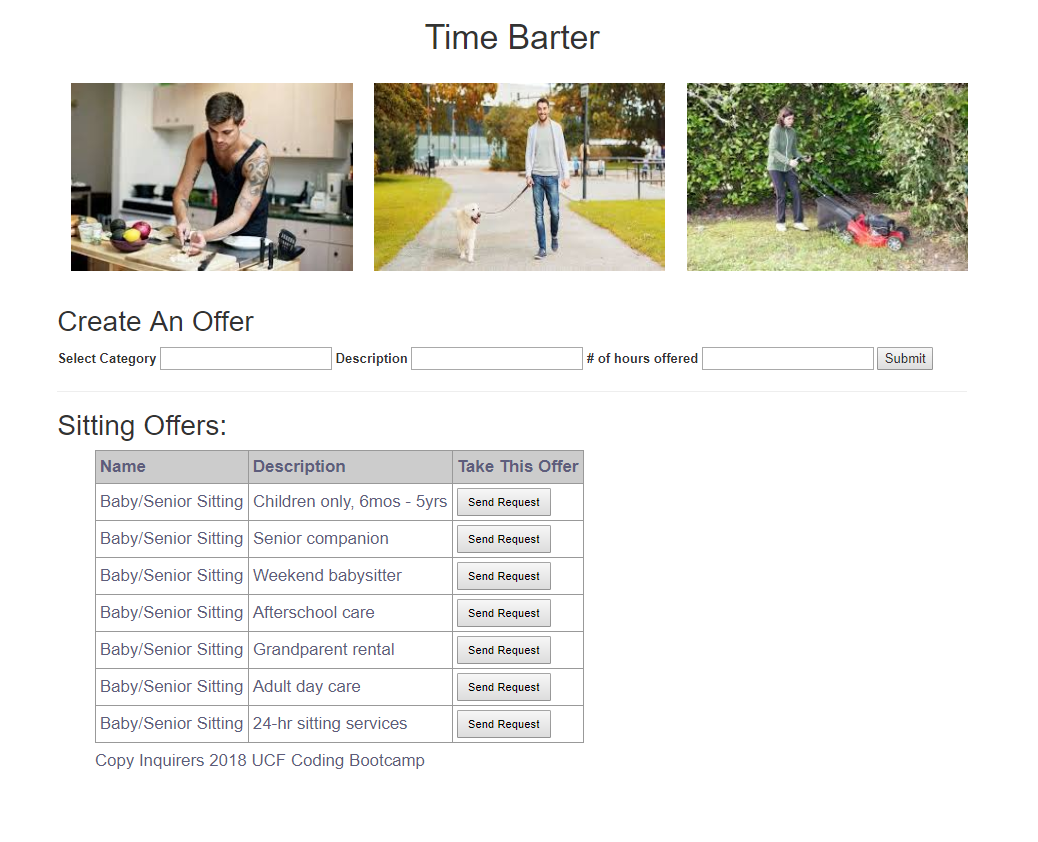 Time Barter
Create An Offer
Select Category Description # of hours offered Submit
Sitting Offers:
Name Description Take This Offer
Baby/Senior Sitting Children only, 6mos - 5yrs Send Request
Baby/Senior Sitting Senior companion Send Request
Baby/Senior Sitting Weekend babysitter Send Request
Baby/Senior Sitting Afterschool care Send Request
Baby/Senior Sitting Grandparent rental Send Request
Baby/Senior Sitting Adult day care Send Request
Baby/Senior Sitting 24-hr sitting services Send Request
Copy Inquirers 2018 UCF Coding Bootcamp